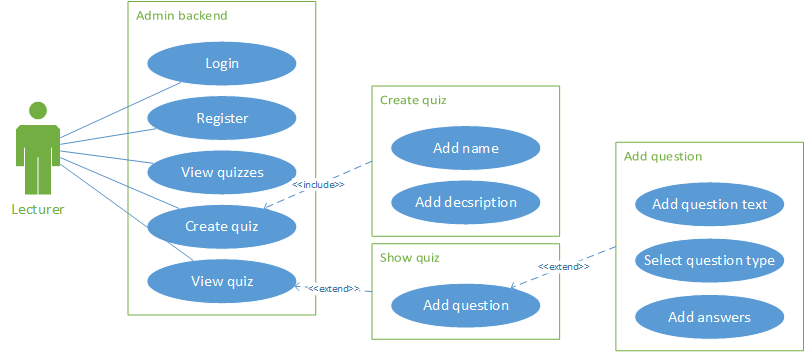 Admin backend
Login
Register
View quizzes
Create quiz
View quiz
Lecturer
<<include>>
<<extend>>
Create quiz
Add name
Add decsription
Show quiz
Add question
<<extend>>
Add question
Add question text
Select question type
Add answers